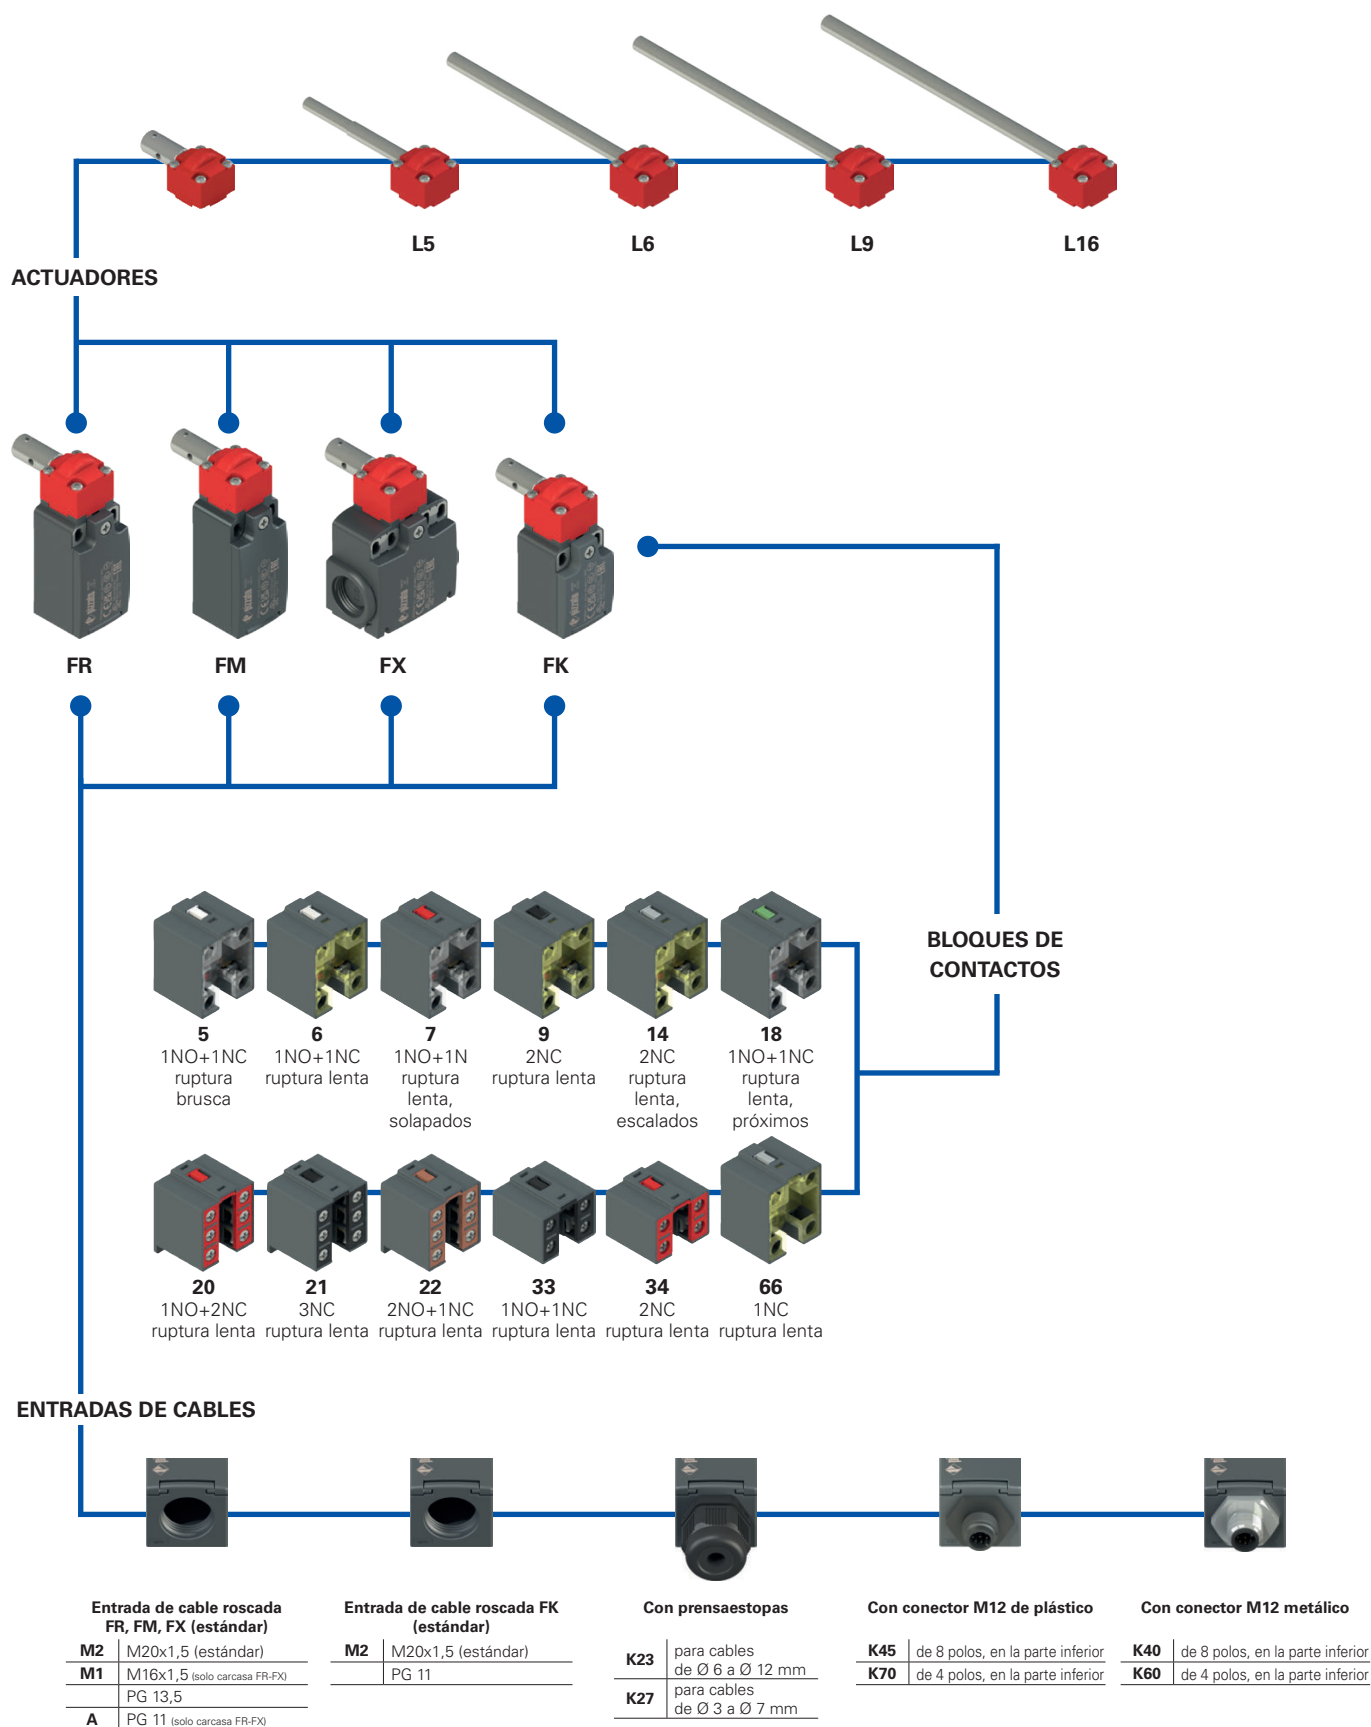 L5 L6 L9 L16
ACTUADORES
FR FM FX FK
BLOQUES DE
CONTACTOS
5
1NO+1NC
ruptura
brusca
6
1NO+1NC
ruptura lenta
7
1NO+1N
ruptura
lenta,
solapados
9
2NC
ruptura lenta
14
2NC
ruptura
lenta,
escalados
18
1NO+1NC
ruptura
lenta,
próximos
20
1NO+2NC
ruptura lenta
21
3NC
ruptura lenta
22
2NO+1NC
ruptura lenta
33
1NO+1NC
ruptura lenta
34
2NC
ruptura lenta
66
1NC
ruptura lenta
ENTRADAS DE CABLES
Entrada de cable roscada
FR, FM, FX (estándar)
M2 M20x1,5 (estándar)
M1 M16x1,5 (solo carcasa FR-FX)
PG 13,5
A PG 11 (solo carcasa FR-FX)
Entrada de cable roscada FK
(estándar)
M2 M20x1,5 (estándar)
PG 11
Con prensaestopas
K23 para cables
de Ø 6 a Ø 12 mm
K27 para cables
de Ø 3 a Ø 7 mm
Con conector M12 de plástico
K45 de 8 polos, en la parte inferior
K70 de 4 polos, en la parte inferior
Con conector M12 metálico
K40 de 8 polos, en la parte inferior
K60 de 4 polos, en la parte inferior